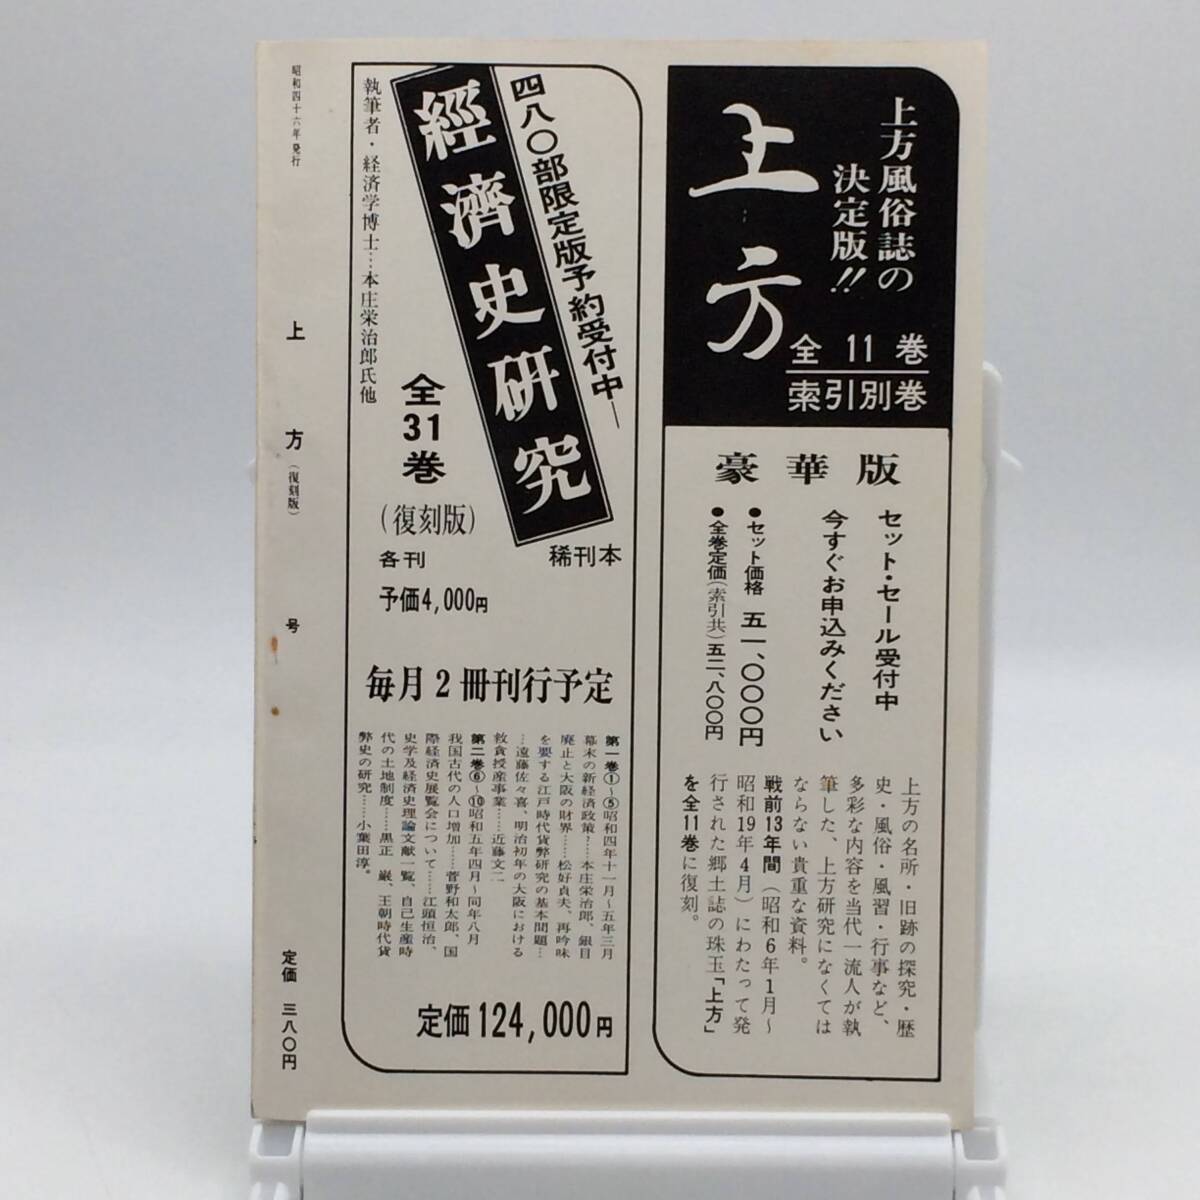 上方風俗誌の
決定版!!
上方
全11巻
索引別巻
豪華版
セット・セール受付中
今すぐお申込みください
●セット価格 五一、〇〇〇円
●全巻定価(索引共)五二、八〇〇円
上方の名所・旧跡の探究・歴
史・風俗・風習・行事など、
多彩な内容を当代一流人が執
筆した、上方研究になくては
ならない貴重な資料。
戦前13年間(昭和6年1月~
昭和19年4月)にわたって発
行された郷土誌の珠玉「上方」
を全11巻に復刻。
四八〇部限定版予約受付中―
經濟史研究
稀刊本
執筆者・経済学博士…本庄栄治郎氏他
全31巻
(復刻版)
各刊
予価4,000円
毎月2冊刊行予定
第一巻①~⑤昭和四年十一月~五年三月
幕末の新経済政策?…本庄栄治郎、銀目
廃止と大阪の財界……松好貞夫、再吟味
を要する江戸時代貨弊研究の基本問題…
…遠藤佐々喜、明治初年の大阪における
救貧授産事業……近藤文二
第二巻⑥~⑩昭和五年四月~同年八月
我国古代の人口増加……菅野和太郎、国
際経済史展覧会について……江頭恒治、
史学及経済史理論文献一覧、自己生産時
代の土地制度……黒正 巌、王朝時代貨
弊史の研究……小葉田淳。
定価124,000円
昭和四十六年発行
上方(復刻版)号
定価 三八〇円